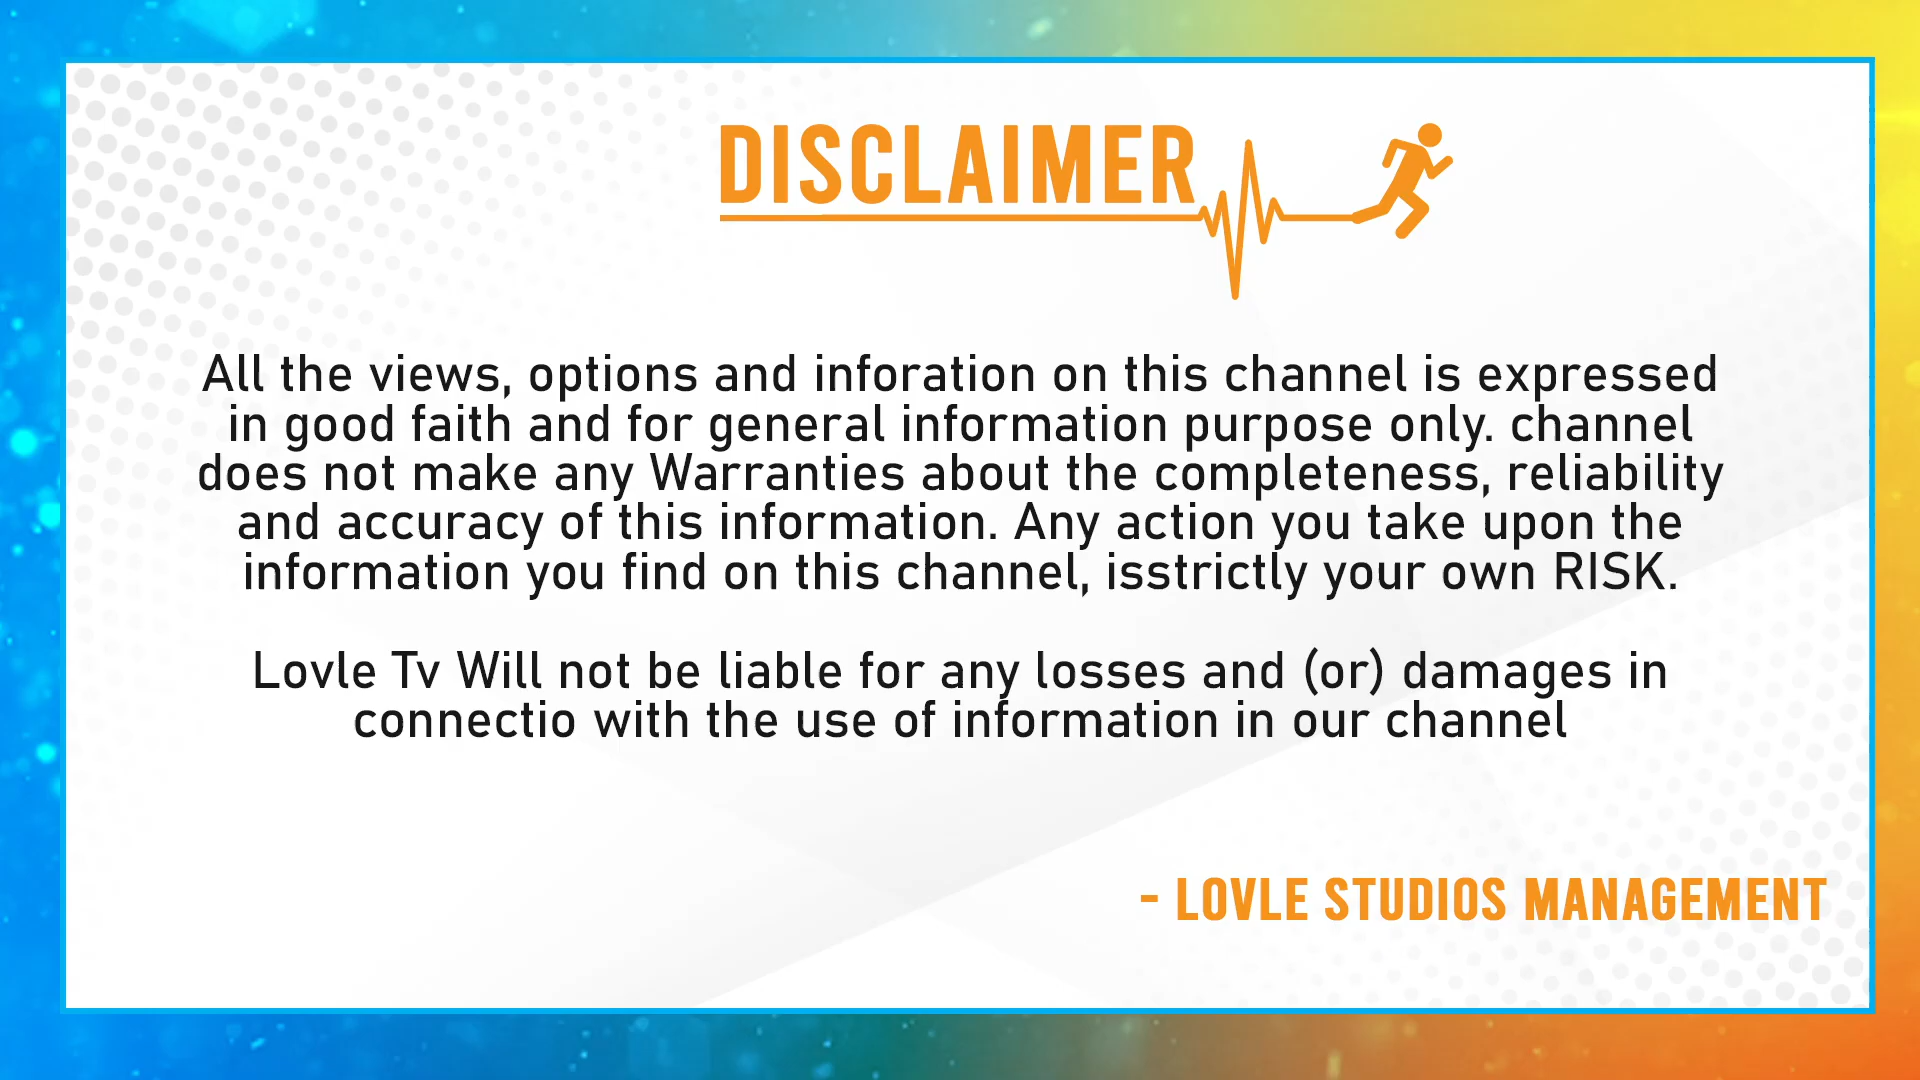 DISCLAIMER
All the views, options and inforation on this channel is expressed
in good faith and for general information purpose only. channel
does not make any Warranties about the completeness, reliability
and accuracy of this information. Any action you take upon the
information you find on this channel, isstrictly your own RISK.
Lovle Tv Will not be liable for any losses and (or) damages in
connectio with the use of information in our channel
- LOVLE STUDIOS MANAGEMENT